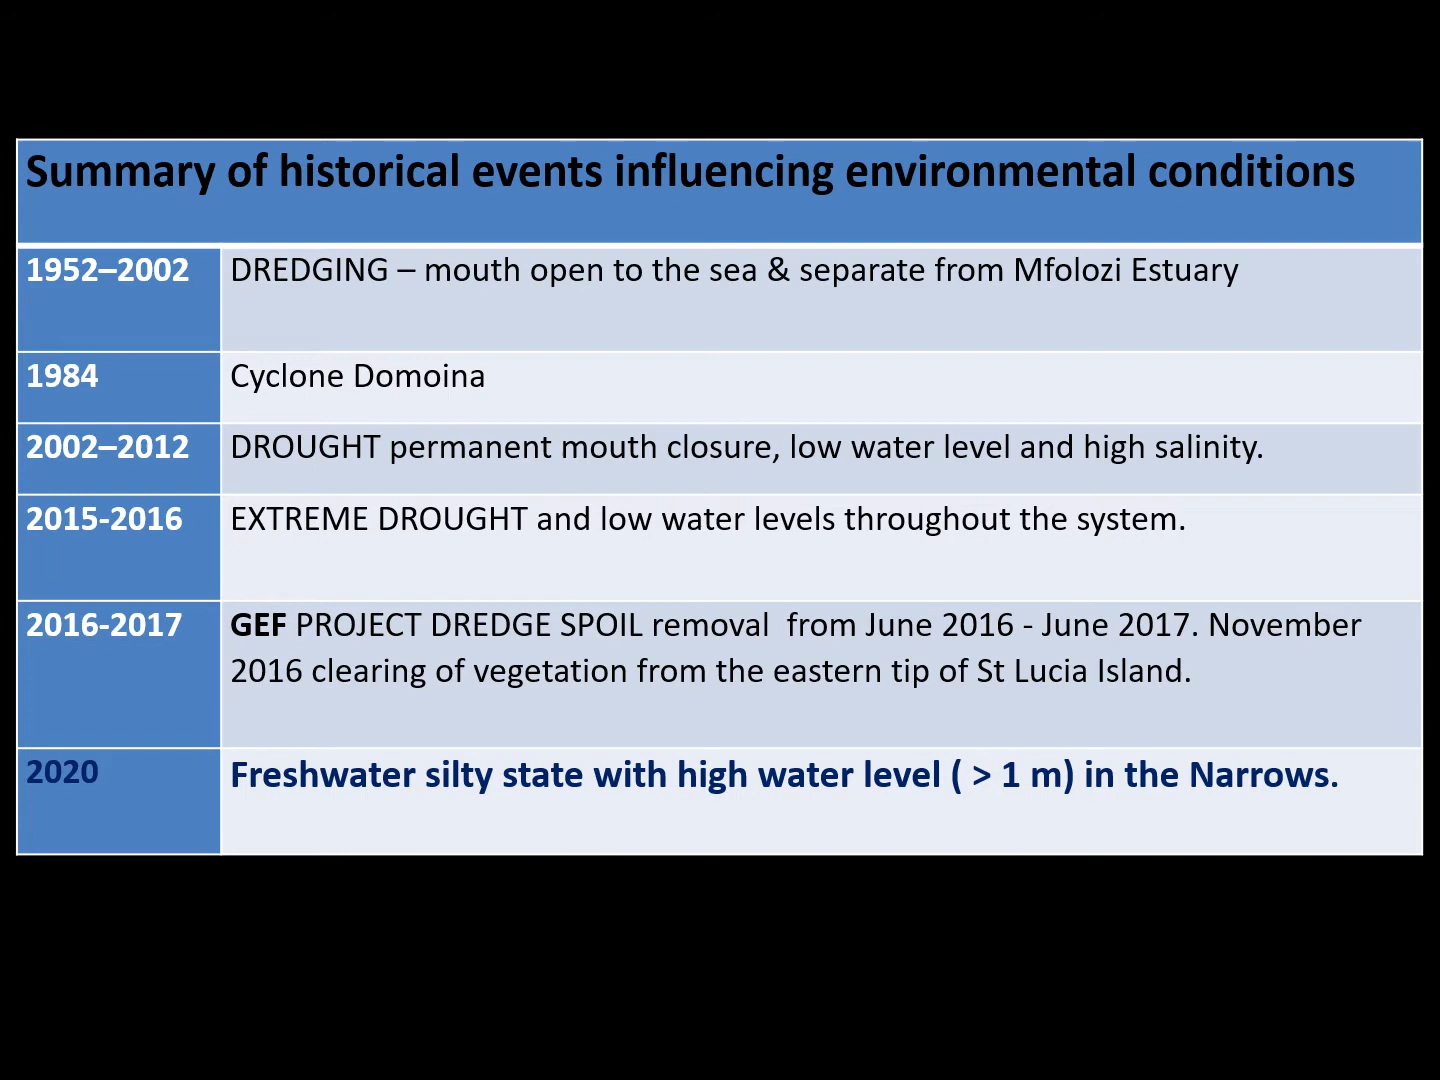 Summary of historical events influencing environmental conditions
1952–2002 DREDGING – mouth open to the sea & separate from Mfolozi Estuary
1984 Cyclone Domoina
2002–2012 DROUGHT permanent mouth closure, low water level and high salinity.
2015-2016 EXTREME DROUGHT and low water levels throughout the system.
2016-2017 GEF PROJECT DREDGE SPOIL removal  from June 2016 - June 2017. November
2016 clearing of vegetation from the eastern tip of St Lucia Island.
2020 Freshwater silty state with high water level ( > 1 m) in the Narrows.